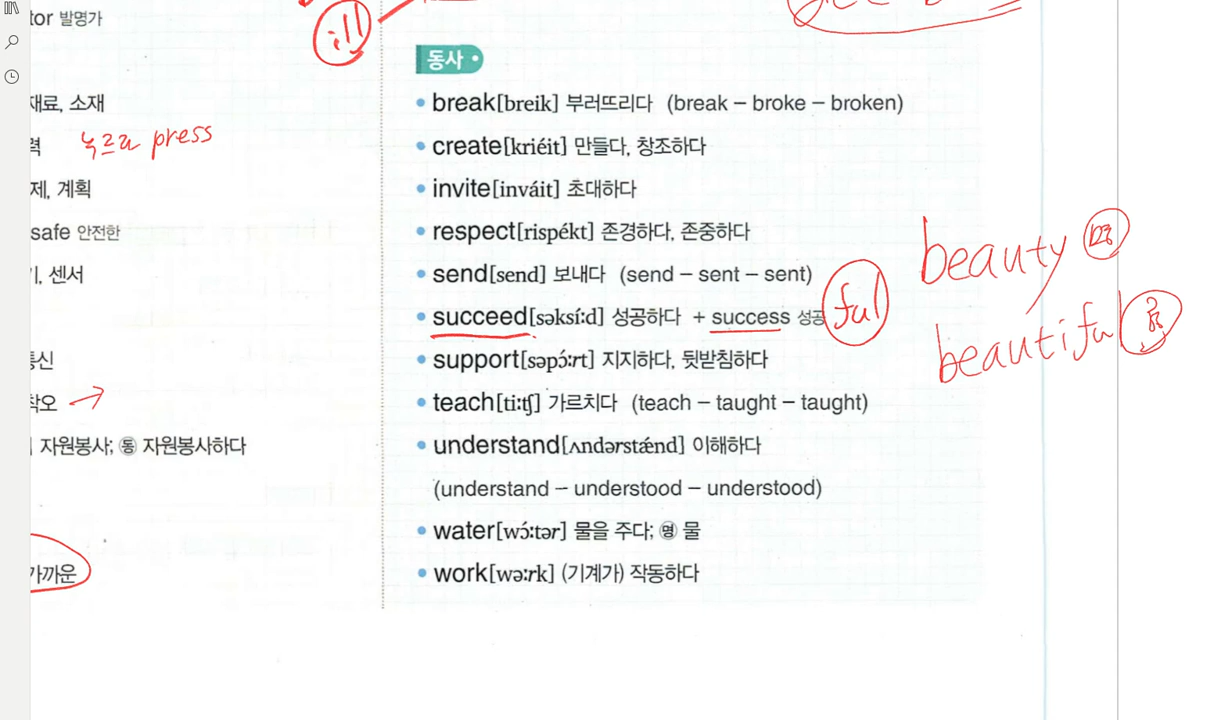 tor 발명가
ill
재료, 소재
력 누르다 press
제, 계획
safe 안전한
기, 센서
통신
착오 →
자원봉사; 통 자원봉사하다
가까운
동사
• break[breik] 부러뜨리다 (break – broke – broken)
• create[kriéit] 만들다, 창조하다
• invite[inváit] 초대하다
• respect[rispékt] 존경하다, 존중하다
• send[send] 보내다 (send – sent – sent)
• succeed[səksíːd] 성공하다 + success 성공
ful
• support[səpɔ́ːrt] 지지하다, 뒷받침하다
• teach[tiːtʃ] 가르치다 (teach – taught – taught)
• understand[ʌndərstǽnd] 이해하다
(understand – understood – understood)
• water[wɔ́ːtər] 물을 주다; 명 물
• work[wəːrk] (기계가) 작동하다
beauty 명
beautiful 형